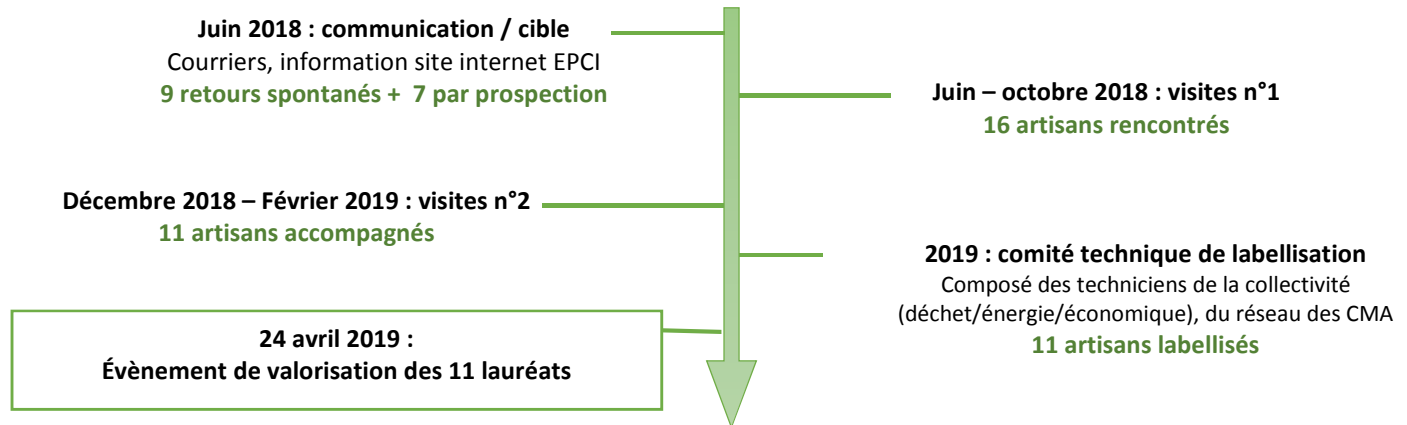 Juin 2018 : communication / cible
Courriers, information site internet EPCI
9 retours spontanés + 7 par prospection
Juin – octobre 2018 : visites n°1
16 artisans rencontrés
Décembre 2018 – Février 2019 : visites n°2
11 artisans accompagnés
2019 : comité technique de labellisation
Composé des techniciens de la collectivité
(déchet/énergie/économique), du réseau des CMA
11 artisans labellisés
24 avril 2019 :
Évènement de valorisation des 11 lauréats